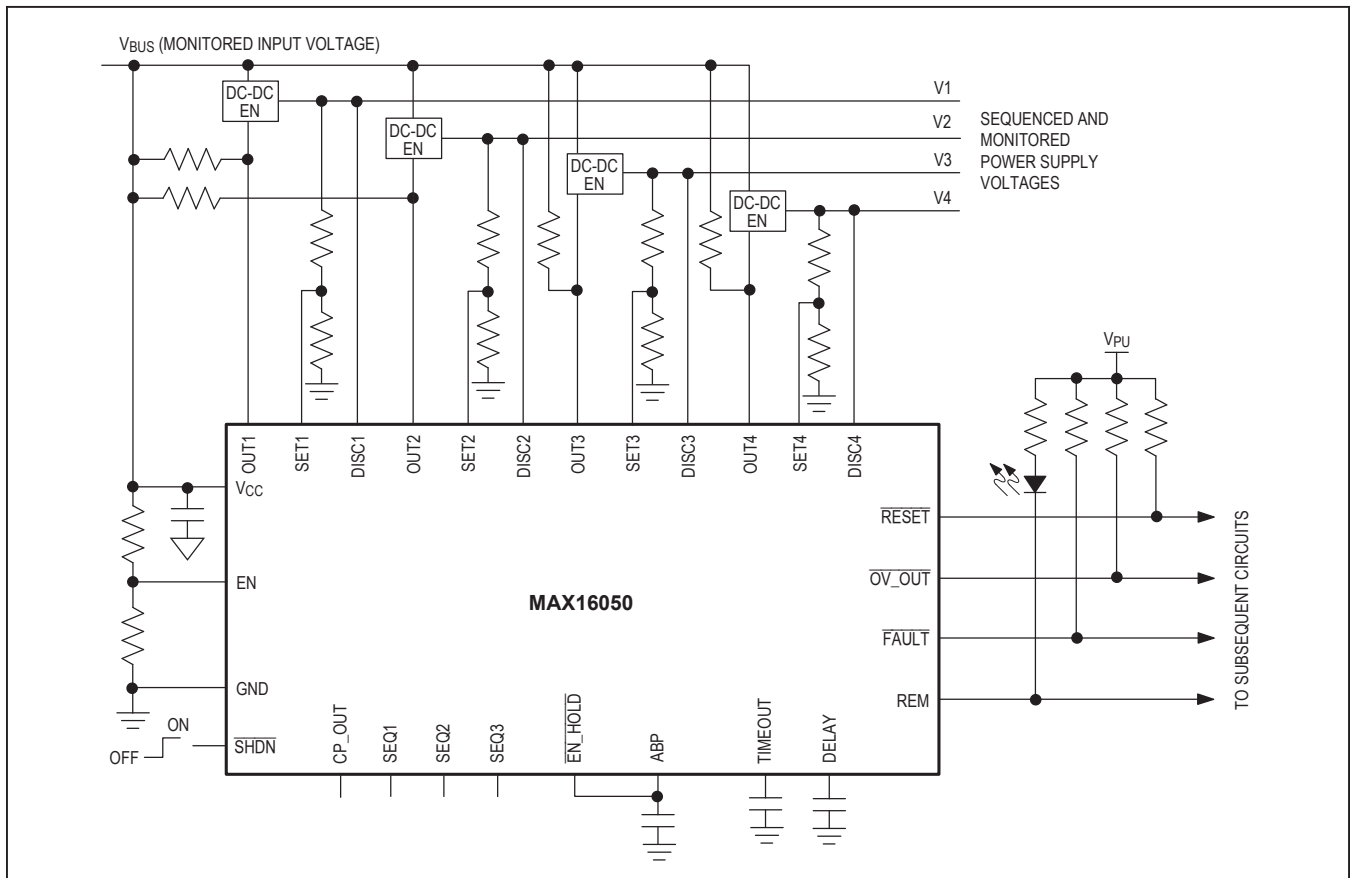 VBUS (MONITORED INPUT VOLTAGE)
DC-DC
EN
V1
DC-DC
EN
V2
SEQUENCED AND
MONITORED
POWER SUPPLY
VOLTAGES
DC-DC
EN
V3
DC-DC
EN
V4
VPU
OUT1
SET1
DISC1
OUT2
SET2
DISC2
OUT3
SET3
DISC3
OUT4
SET4
DISC4
VCC
RESET
EN
OV_OUT
MAX16050
FAULT
GND
REM
TO SUBSEQUENT CIRCUITS
ON
OFF
SHDN
CP_OUT
SEQ1
SEQ2
SEQ3
EN_HOLD
ABP
TIMEOUT
DELAY